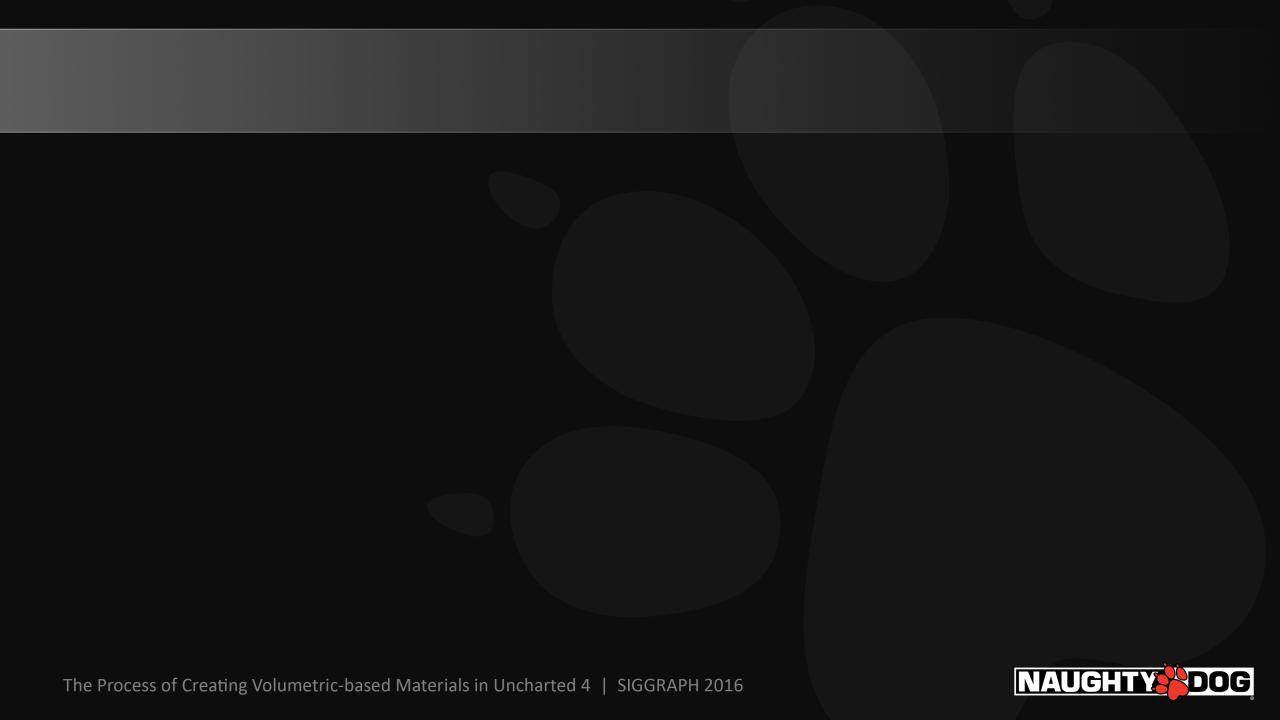 The Process of Creating Volumetric-based Materials in Uncharted 4 | SIGGRAPH 2016
NAUGHTY DOG